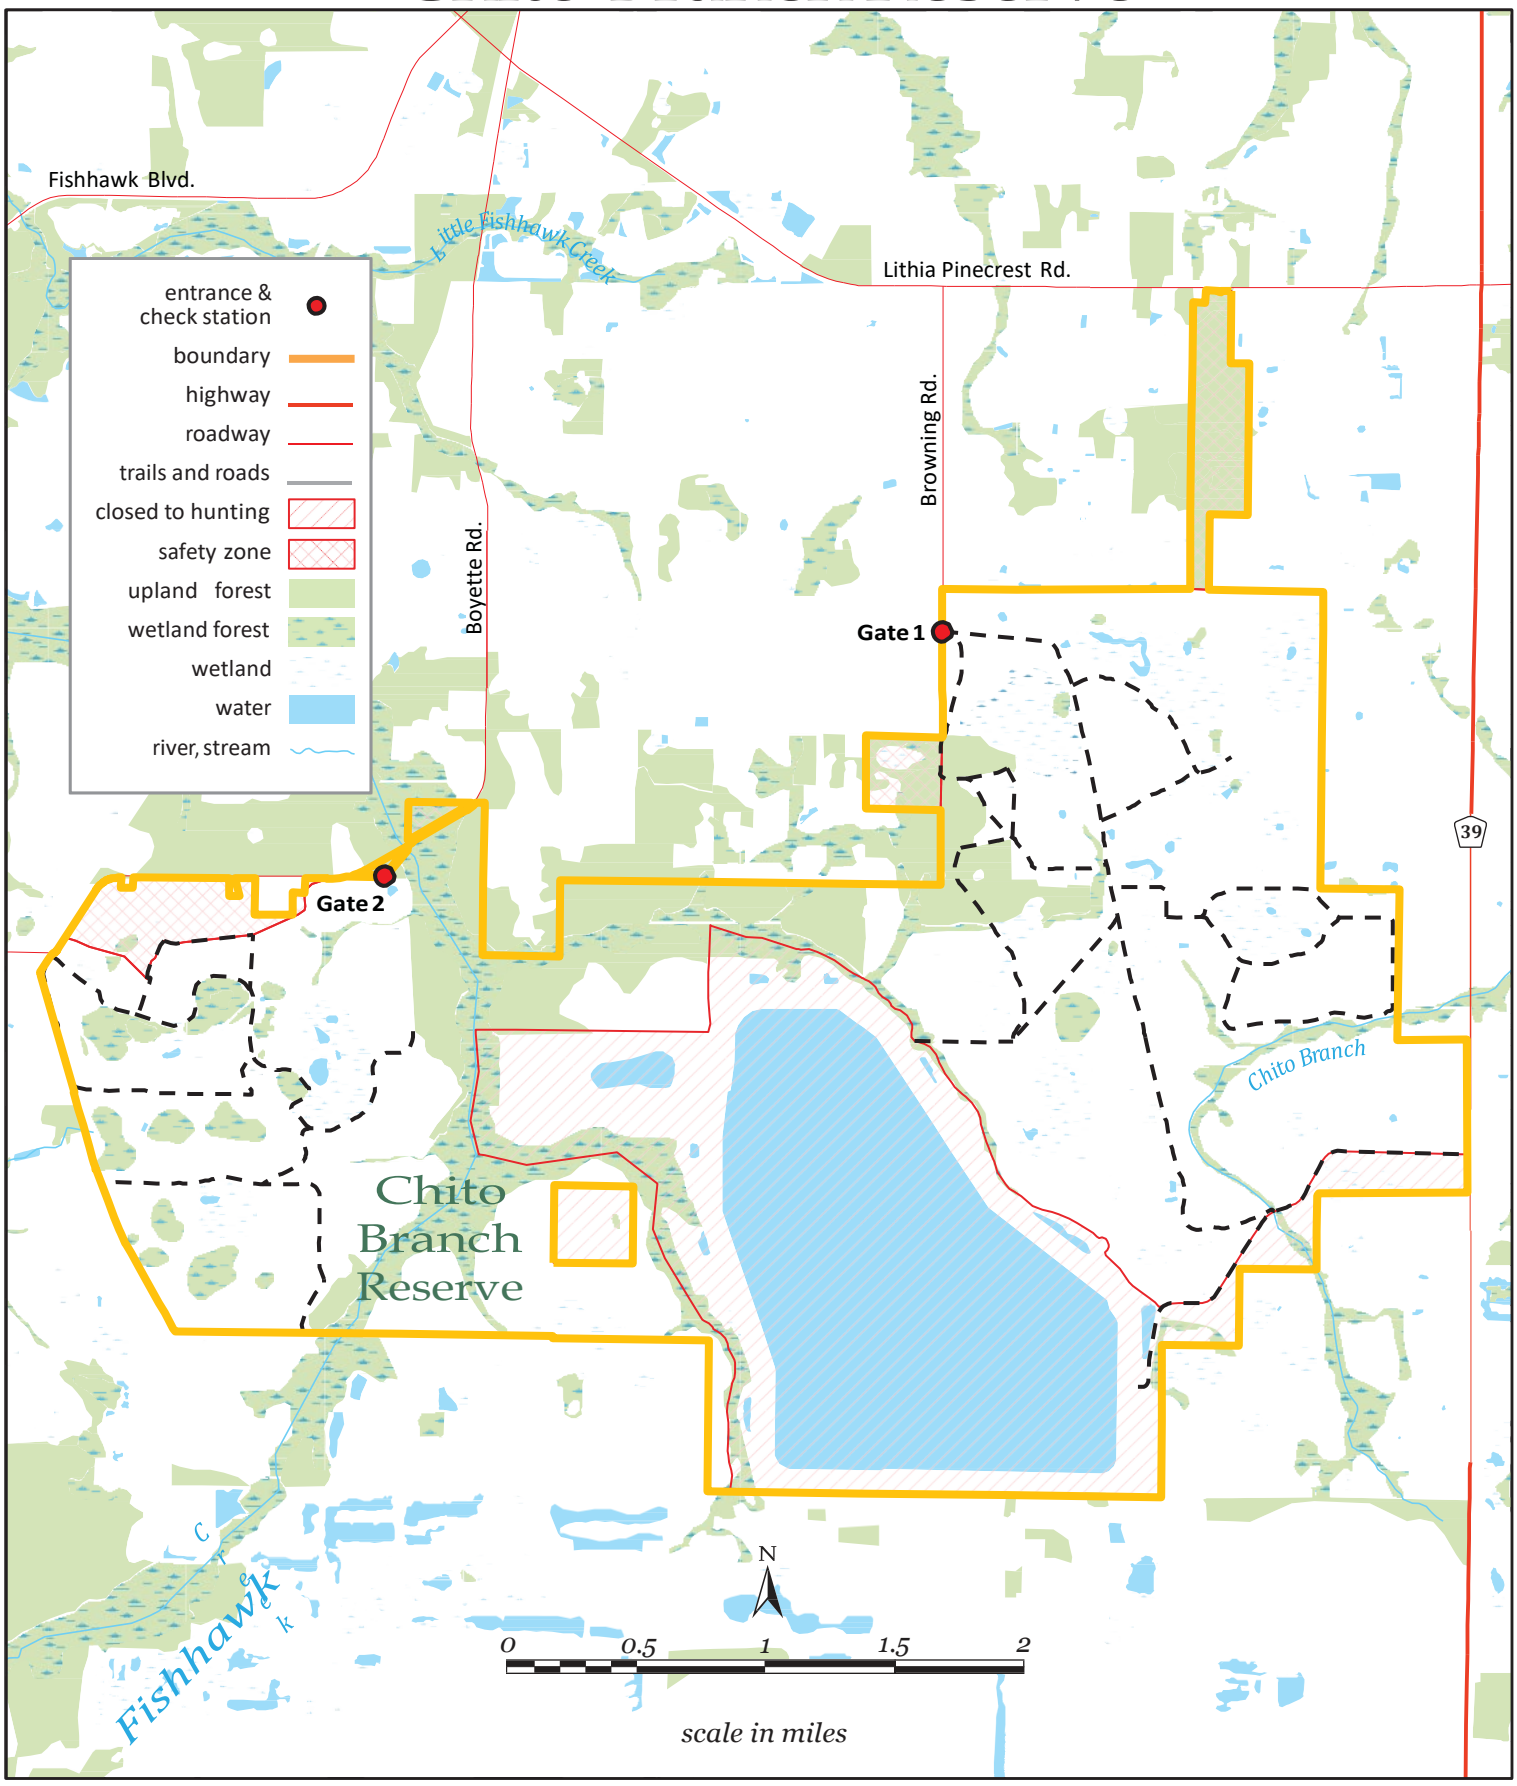 Fishhawk Blvd.
Little Fishhawk Creek
Lithia Pinecrest Rd.
entrance &
check station
boundary
highway
roadway
trails and roads
closed to hunting
safety zone
upland forest
wetland forest
wetland
water
river, stream
Boyette Rd.
Browning Rd.
Gate 1
39
Gate 2
Chito Branch
Chito
Branch
Reserve
Fishhawk
Creek
N
0 0.5 1 1.5 2
scale in miles